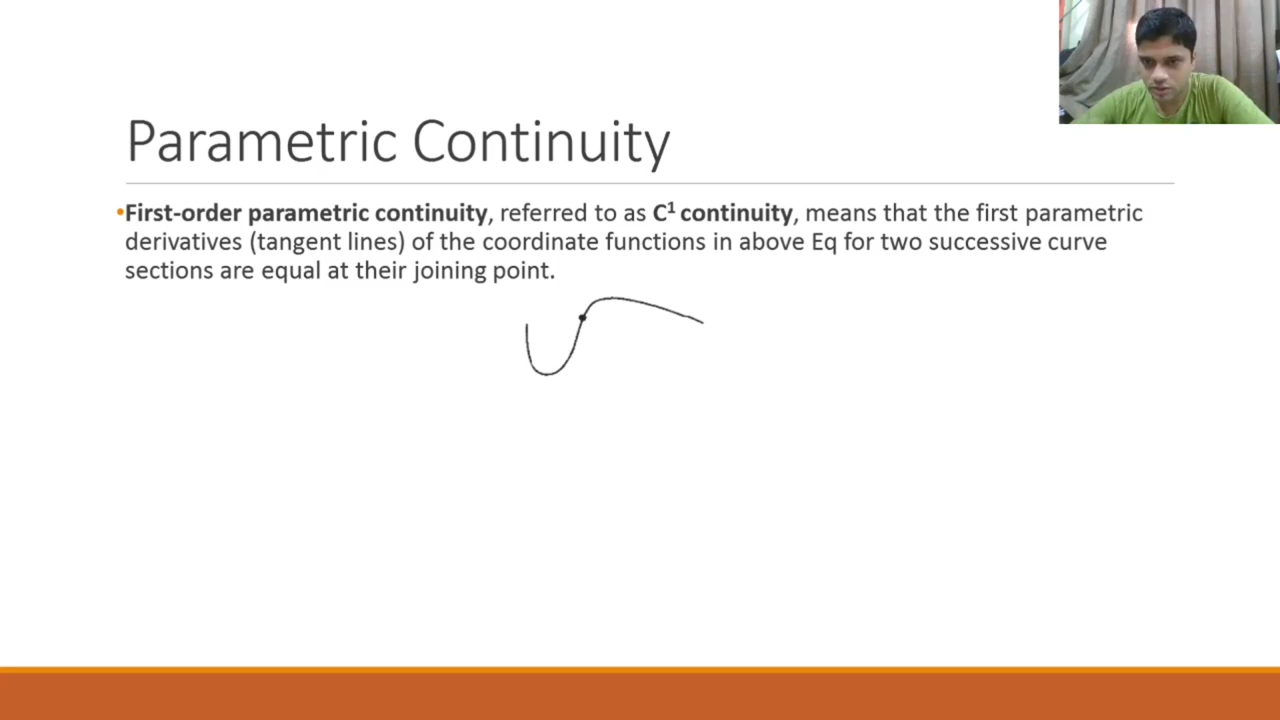 Parametric Continuity
•First-order parametric continuity, referred to as C¹ continuity, means that the first parametric
derivatives (tangent lines) of the coordinate functions in above Eq for two successive curve
sections are equal at their joining point.